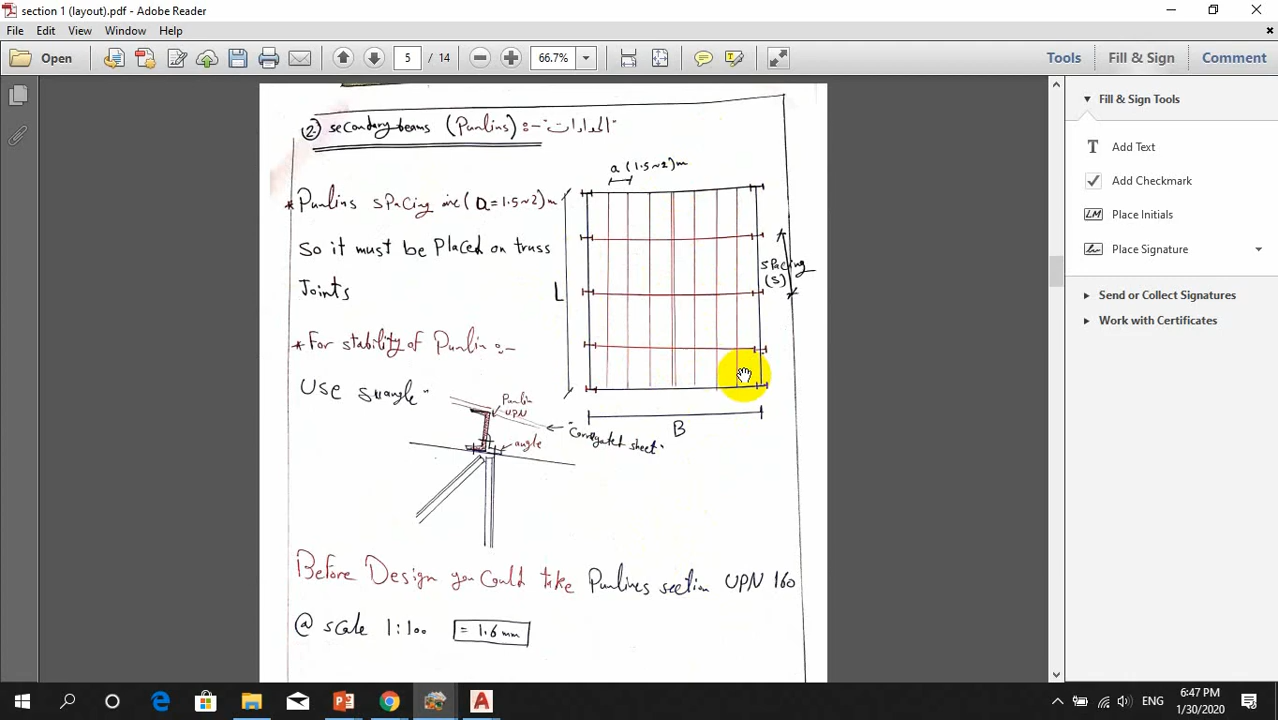 section 1 (layout).pdf - Adobe Reader
File Edit View Window Help
Open 5 / 14 66.7% Tools Fill & Sign Comment
Fill & Sign Tools
Add Text
Add Checkmark
Place Initials
Place Signature
Send or Collect Signatures
Work with Certificates
② secondary beams (Purlins) :-
a (1.5~2)m
* Purlins spacing are (a=1.5~2)m
So it must be Placed on truss
Joints
L
spacing
(S)
* For stability of Purlin :-
Use angle
Purlin
UPN
angle
"Corrugated sheet"
B
Before Design you Could take Purlines section UPN 160
@ scale 1:100 = 1.6 mm
ENG
6:47 PM
1/30/2020